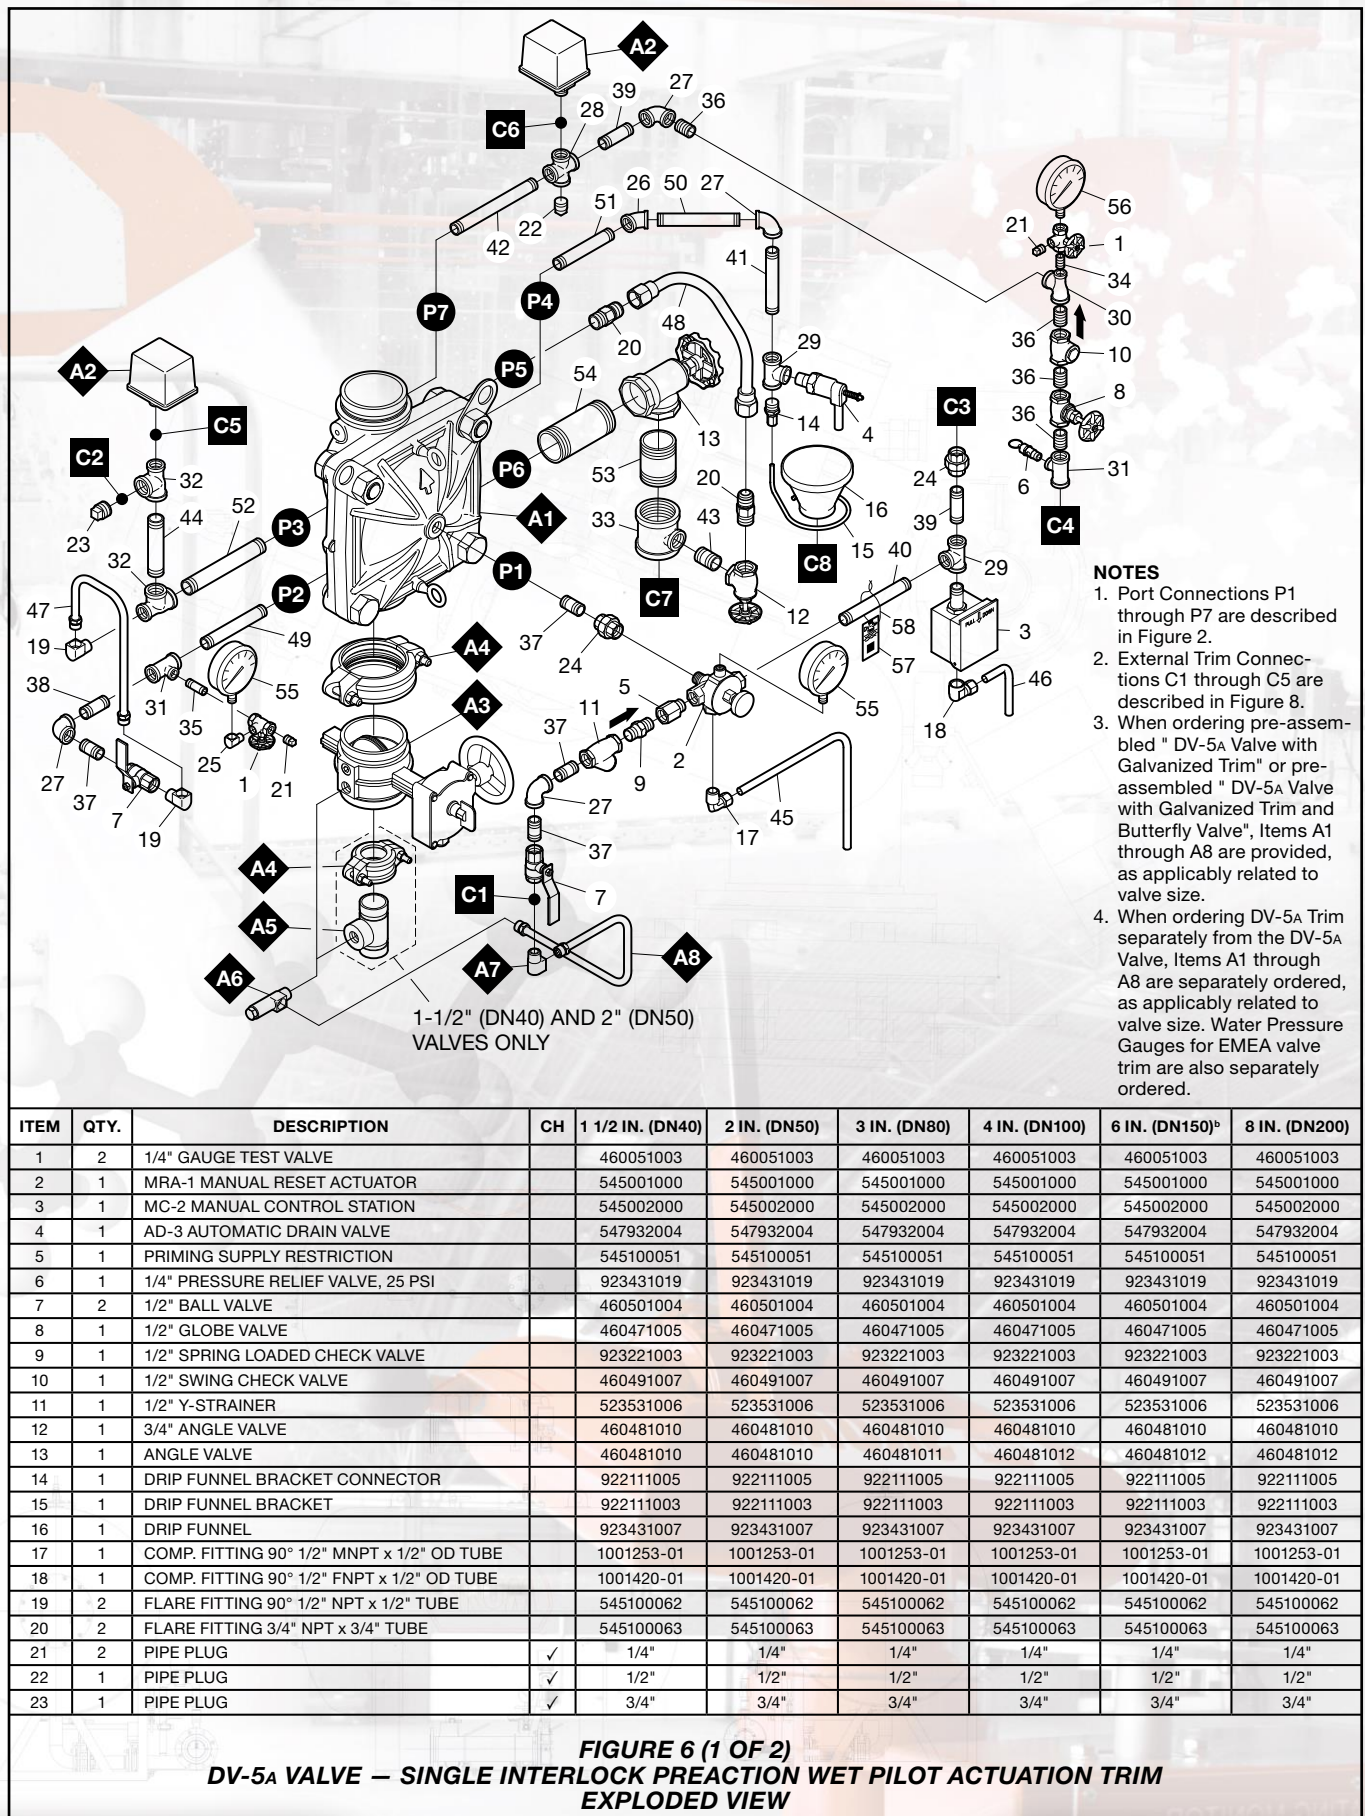 A2
27
39
36
28
C6
22
42
26
50
27
51
41
P7
P4
48
20
P5
54
13
29
14
4
56
21
1
34
30
36
10
36
8
36
6
31
C4
A2
C5
C2
32
23
44
52
P3
32
47
19
P2
49
38
31
35
55
27
37
7
25
1
21
19
P6
A1
53
33
C7
20
43
16
15
C8
12
C3
24
39
29
40
58
57
3
46
18
P1
37
24
A4
A3
5
11
37
9
2
55
27
37
17
45
7
C1
A4
A5
A6
A7
A8
1-1/2" (DN40) AND 2" (DN50)
VALVES ONLY
PULL DOWN
NOTES
1. Port Connections P1
through P7 are described
in Figure 2.
2. External Trim Connec-
tions C1 through C5 are
described in Figure 8.
3. When ordering pre-assem-
bled " DV-5A Valve with
Galvanized Trim" or pre-
assembled " DV-5A Valve
with Galvanized Trim and
Butterfly Valve", Items A1
through A8 are provided,
as applicably related to
valve size.
4. When ordering DV-5A Trim
separately from the DV-5A
Valve, Items A1 through
A8 are separately ordered,
as applicably related to
valve size. Water Pressure
Gauges for EMEA valve
trim are also separately
ordered.
ITEM QTY. DESCRIPTION CH 1 1/2 IN. (DN40) 2 IN. (DN50) 3 IN. (DN80) 4 IN. (DN100) 6 IN. (DN150)b 8 IN. (DN200)
1 2 1/4" GAUGE TEST VALVE 460051003 460051003 460051003 460051003 460051003 460051003
2 1 MRA-1 MANUAL RESET ACTUATOR 545001000 545001000 545001000 545001000 545001000 545001000
3 1 MC-2 MANUAL CONTROL STATION 545002000 545002000 545002000 545002000 545002000 545002000
4 1 AD-3 AUTOMATIC DRAIN VALVE 547932004 547932004 547932004 547932004 547932004 547932004
5 1 PRIMING SUPPLY RESTRICTION 545100051 545100051 545100051 545100051 545100051 545100051
6 1 1/4" PRESSURE RELIEF VALVE, 25 PSI 923431019 923431019 923431019 923431019 923431019 923431019
7 2 1/2" BALL VALVE 460501004 460501004 460501004 460501004 460501004 460501004
8 1 1/2" GLOBE VALVE 460471005 460471005 460471005 460471005 460471005 460471005
9 1 1/2" SPRING LOADED CHECK VALVE 923221003 923221003 923221003 923221003 923221003 923221003
10 1 1/2" SWING CHECK VALVE 460491007 460491007 460491007 460491007 460491007 460491007
11 1 1/2" Y-STRAINER 523531006 523531006 523531006 523531006 523531006 523531006
12 1 3/4" ANGLE VALVE 460481010 460481010 460481010 460481010 460481010 460481010
13 1 ANGLE VALVE 460481010 460481010 460481011 460481012 460481012 460481012
14 1 DRIP FUNNEL BRACKET CONNECTOR 922111005 922111005 922111005 922111005 922111005 922111005
15 1 DRIP FUNNEL BRACKET 922111003 922111003 922111003 922111003 922111003 922111003
16 1 DRIP FUNNEL 923431007 923431007 923431007 923431007 923431007 923431007
17 1 COMP. FITTING 90° 1/2" MNPT x 1/2" OD TUBE 1001253-01 1001253-01 1001253-01 1001253-01 1001253-01 1001253-01
18 1 COMP. FITTING 90° 1/2" FNPT x 1/2" OD TUBE 1001420-01 1001420-01 1001420-01 1001420-01 1001420-01 1001420-01
19 2 FLARE FITTING 90° 1/2" NPT x 1/2" TUBE 545100062 545100062 545100062 545100062 545100062 545100062
20 2 FLARE FITTING 3/4" NPT x 3/4" TUBE 545100063 545100063 545100063 545100063 545100063 545100063
21 2 PIPE PLUG ✓ 1/4" 1/4" 1/4" 1/4" 1/4" 1/4"
22 1 PIPE PLUG ✓ 1/2" 1/2" 1/2" 1/2" 1/2" 1/2"
23 1 PIPE PLUG ✓ 3/4" 3/4" 3/4" 3/4" 3/4" 3/4"
FIGURE 6 (1 OF 2)
DV-5A VALVE — SINGLE INTERLOCK PREACTION WET PILOT ACTUATION TRIM
EXPLODED VIEW